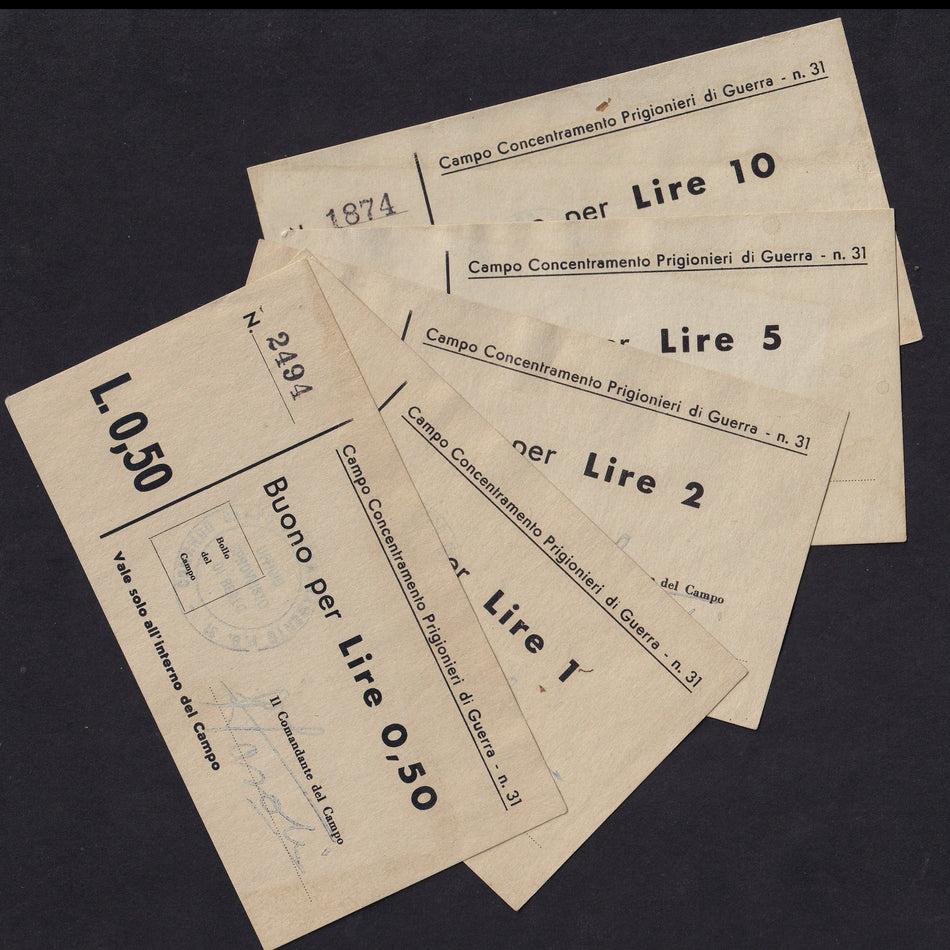 Campo Concentramento Prigionieri di Guerra - n. 31
1874
per Lire 10
Campo Concentramento Prigionieri di Guerra - n. 31
Lire 5
Campo Concentramento Prigionieri di Guerra - n. 31
per Lire 2
del Campo
Campo Concentramento Prigionieri di Guerra - n. 31
Lire 1
N. 2494
L. 0,50
Campo Concentramento Prigionieri di Guerra - n. 31
Buono per Lire 0,50
Bollo
del
Campo
Il Comandante del Campo
Vale solo all'interno del Campo